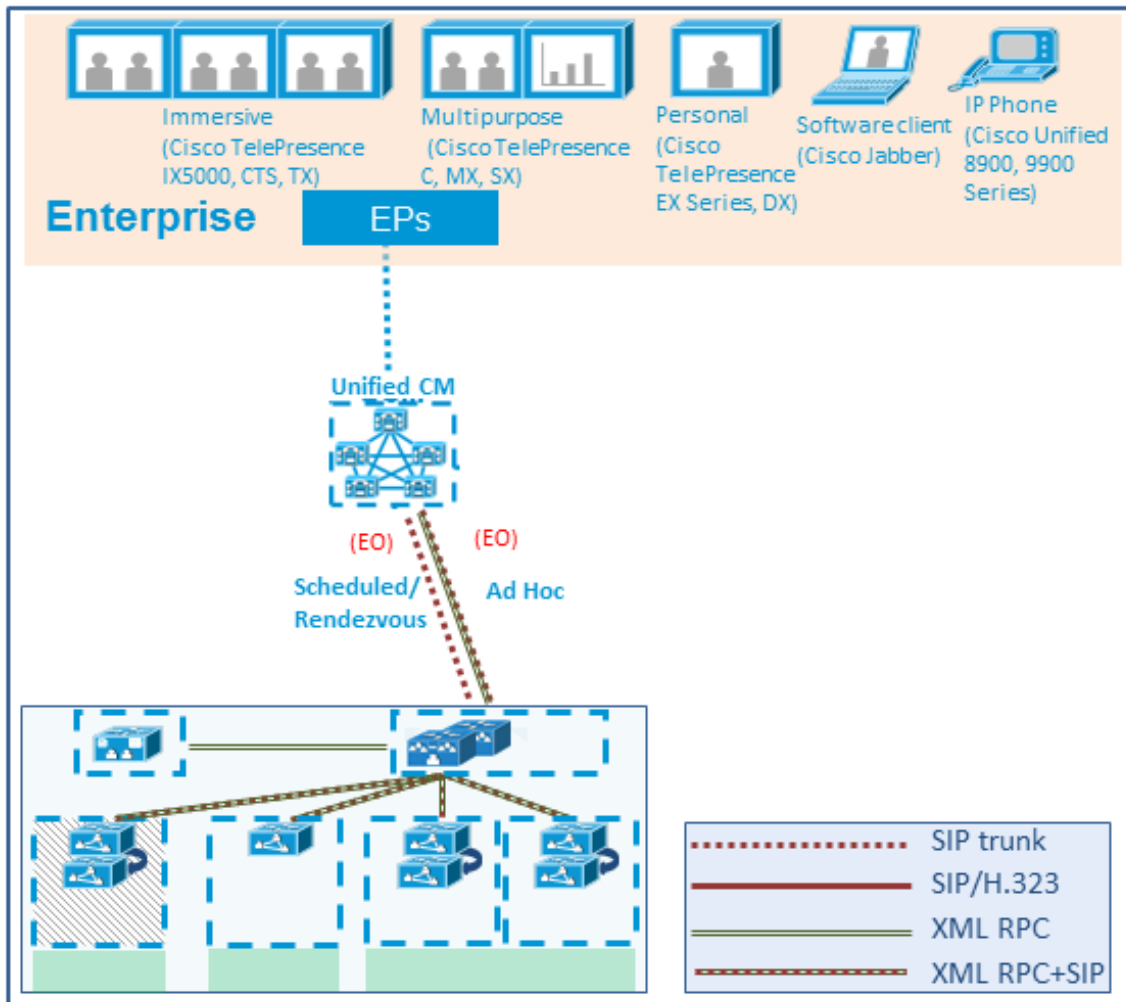 Immersive
(Cisco TelePresence
IX5000, CTS, TX)
Multipurpose
(Cisco TelePresence
C, MX, SX)
Personal
(Cisco
TelePresence
EX Series, DX)
Software client
(Cisco Jabber)
IP Phone
(Cisco Unified
8900, 9900
Series)
Enterprise
EPs
Unified CM
(EO)
(EO)
Scheduled/
Rendezvous
Ad Hoc
SIP trunk
SIP/H.323
XML RPC
XML RPC+SIP